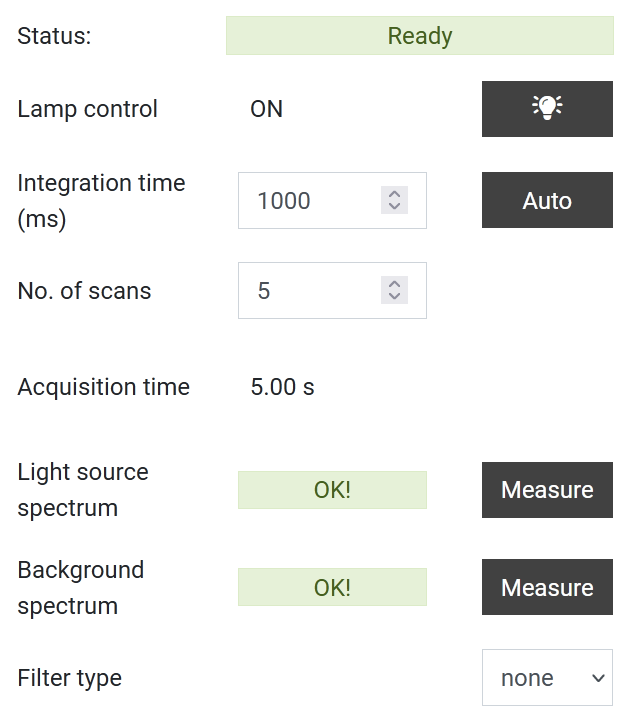 Status:
Ready
Lamp control
ON
Integration time
(ms)
1000
Auto
No. of scans
5
Acquisition time
5.00 s
Light source
spectrum
OK!
Measure
Background
spectrum
OK!
Measure
Filter type
none